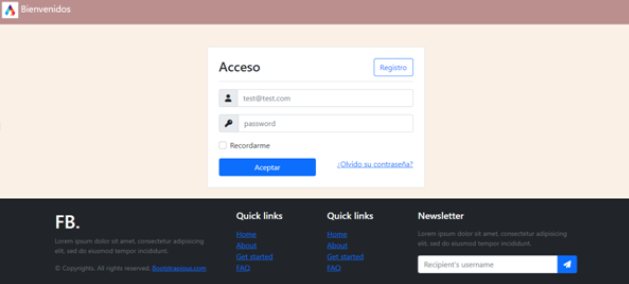 Bienvenidos
Acceso
Registro
test@test.com
password
Recordarme
Aceptar
¿Olvido su contraseña?
FB.
Lorem ipsum dolor sit amet, consectetur adipisicing
elit, sed do eiusmod tempor incididunt.
© Copyrights. All rights reserved. Bootstrapious.com
Quick links
Home
About
Get started
FAQ
Quick links
Home
About
Get started
FAQ
Newsletter
Lorem ipsum dolor sit amet, consectetur adipisicing
elit, sed do eiusmod tempor incididunt.
Recipient's username